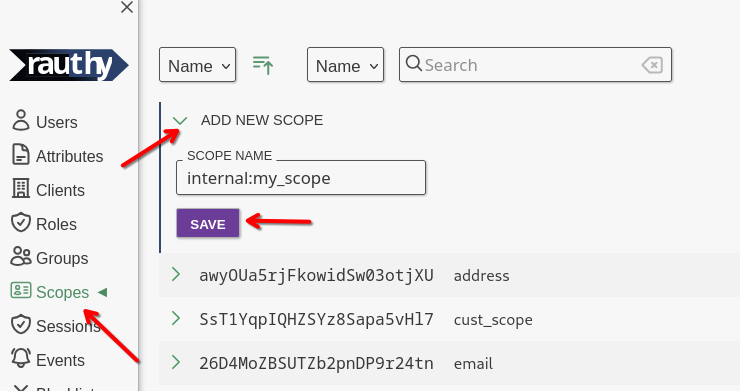 rauthy
Users
Attributes
Clients
Roles
Groups
Scopes
Sessions
Events
Name
Name
Search
ADD NEW SCOPE
SCOPE NAME
internal:my_scope
SAVE
awyOUa5rjFkowidSw03otjXU address
SsT1YqpIQHZSYz8Sapa5vHl7 cust_scope
26D4MoZBSUTZb2pnDP9r24tn email